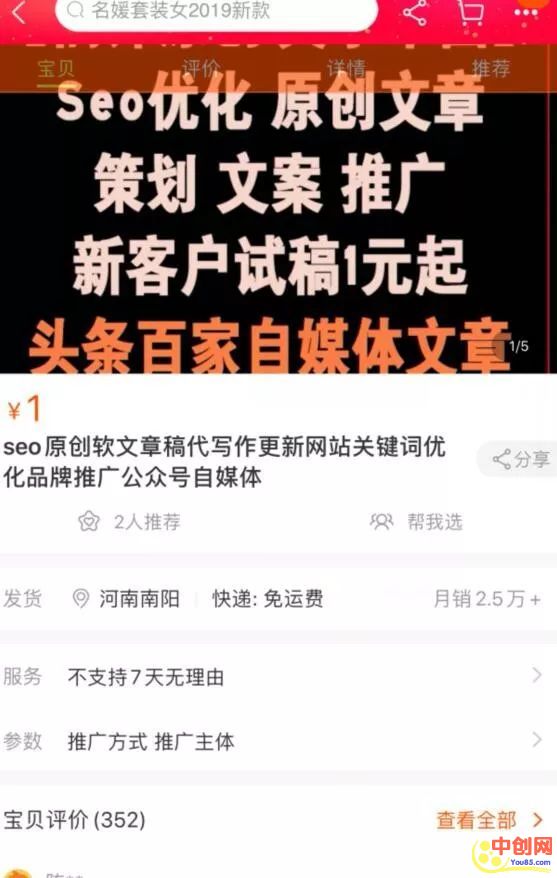 名媛套装女2019新款
宝贝 评价 详情 推荐
Seo优化 原创文章
策划 文案 推广
新客户试稿1元起
头条百家自媒体文章
1/5
¥1
seo原创软文章稿代写作更新网站关键词优
化品牌推广公众号自媒体
分享
2人推荐 帮我选
发货 河南南阳 快递: 免运费 月销2.5万+
服务 不支持7天无理由
参数 推广方式 推广主体
宝贝评价(352) 查看全部
中创网
You85.com